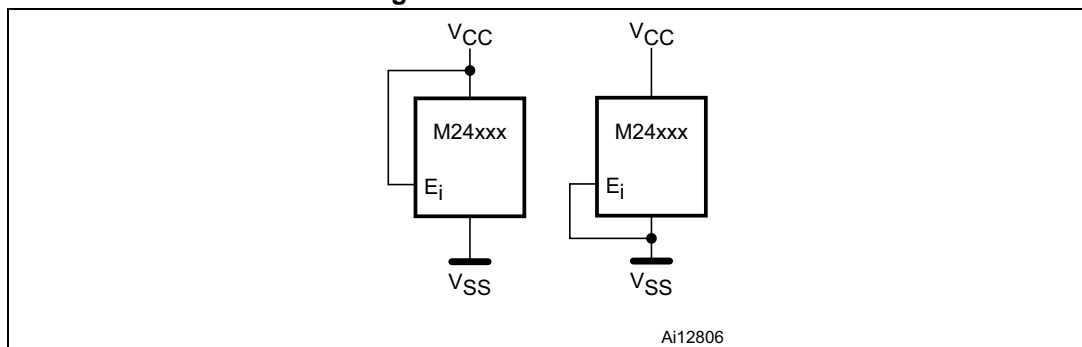 VCC VCC
M24xxx M24xxx
Ei Ei
VSS VSS
Ai12806